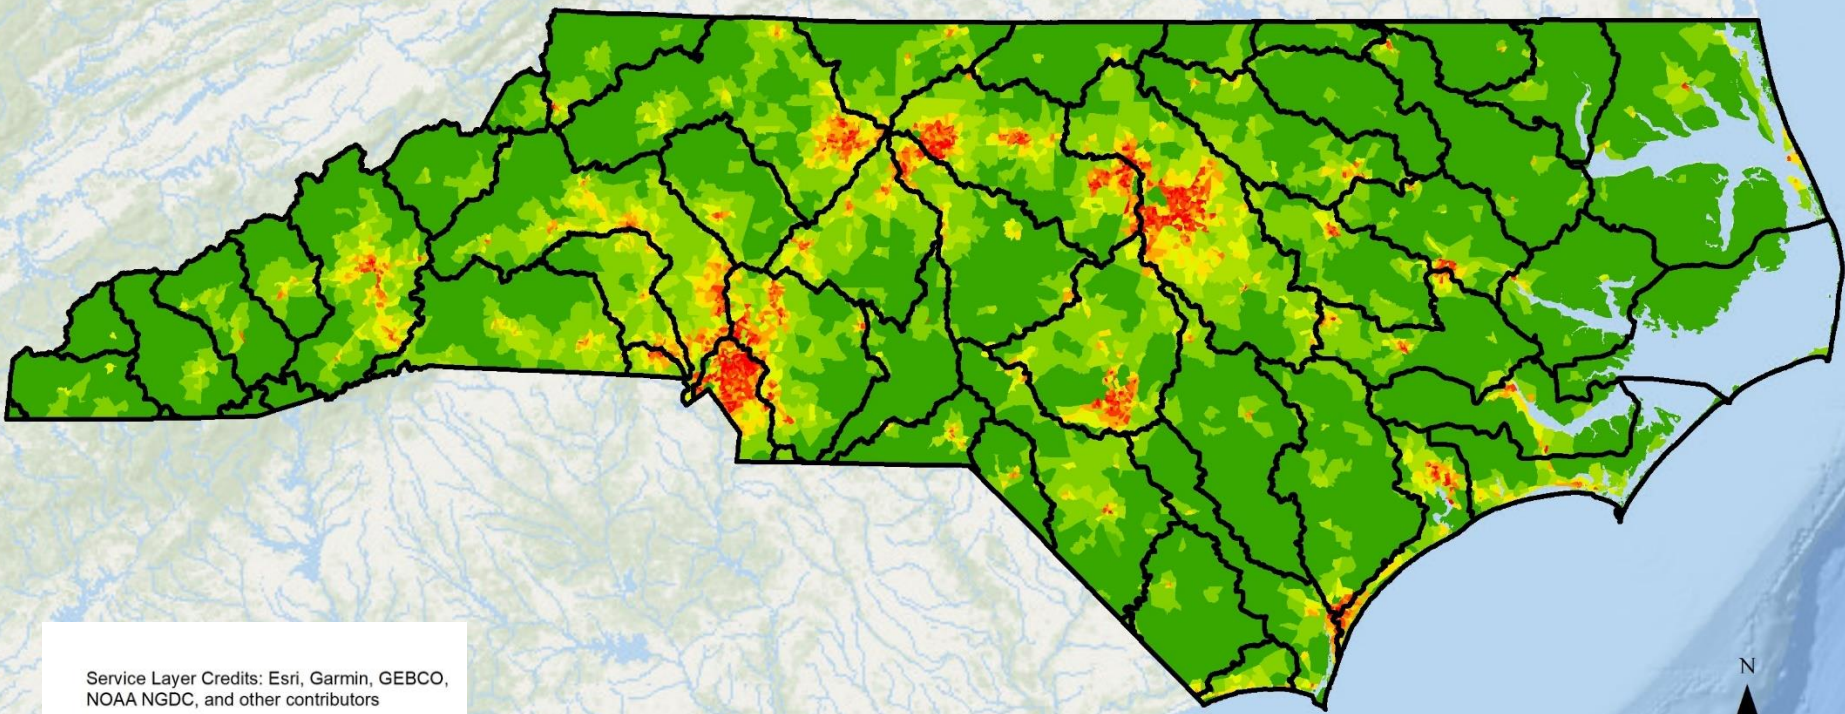 Service Layer Credits: Esri, Garmin, GEBCO,
NOAA NGDC, and other contributors
N